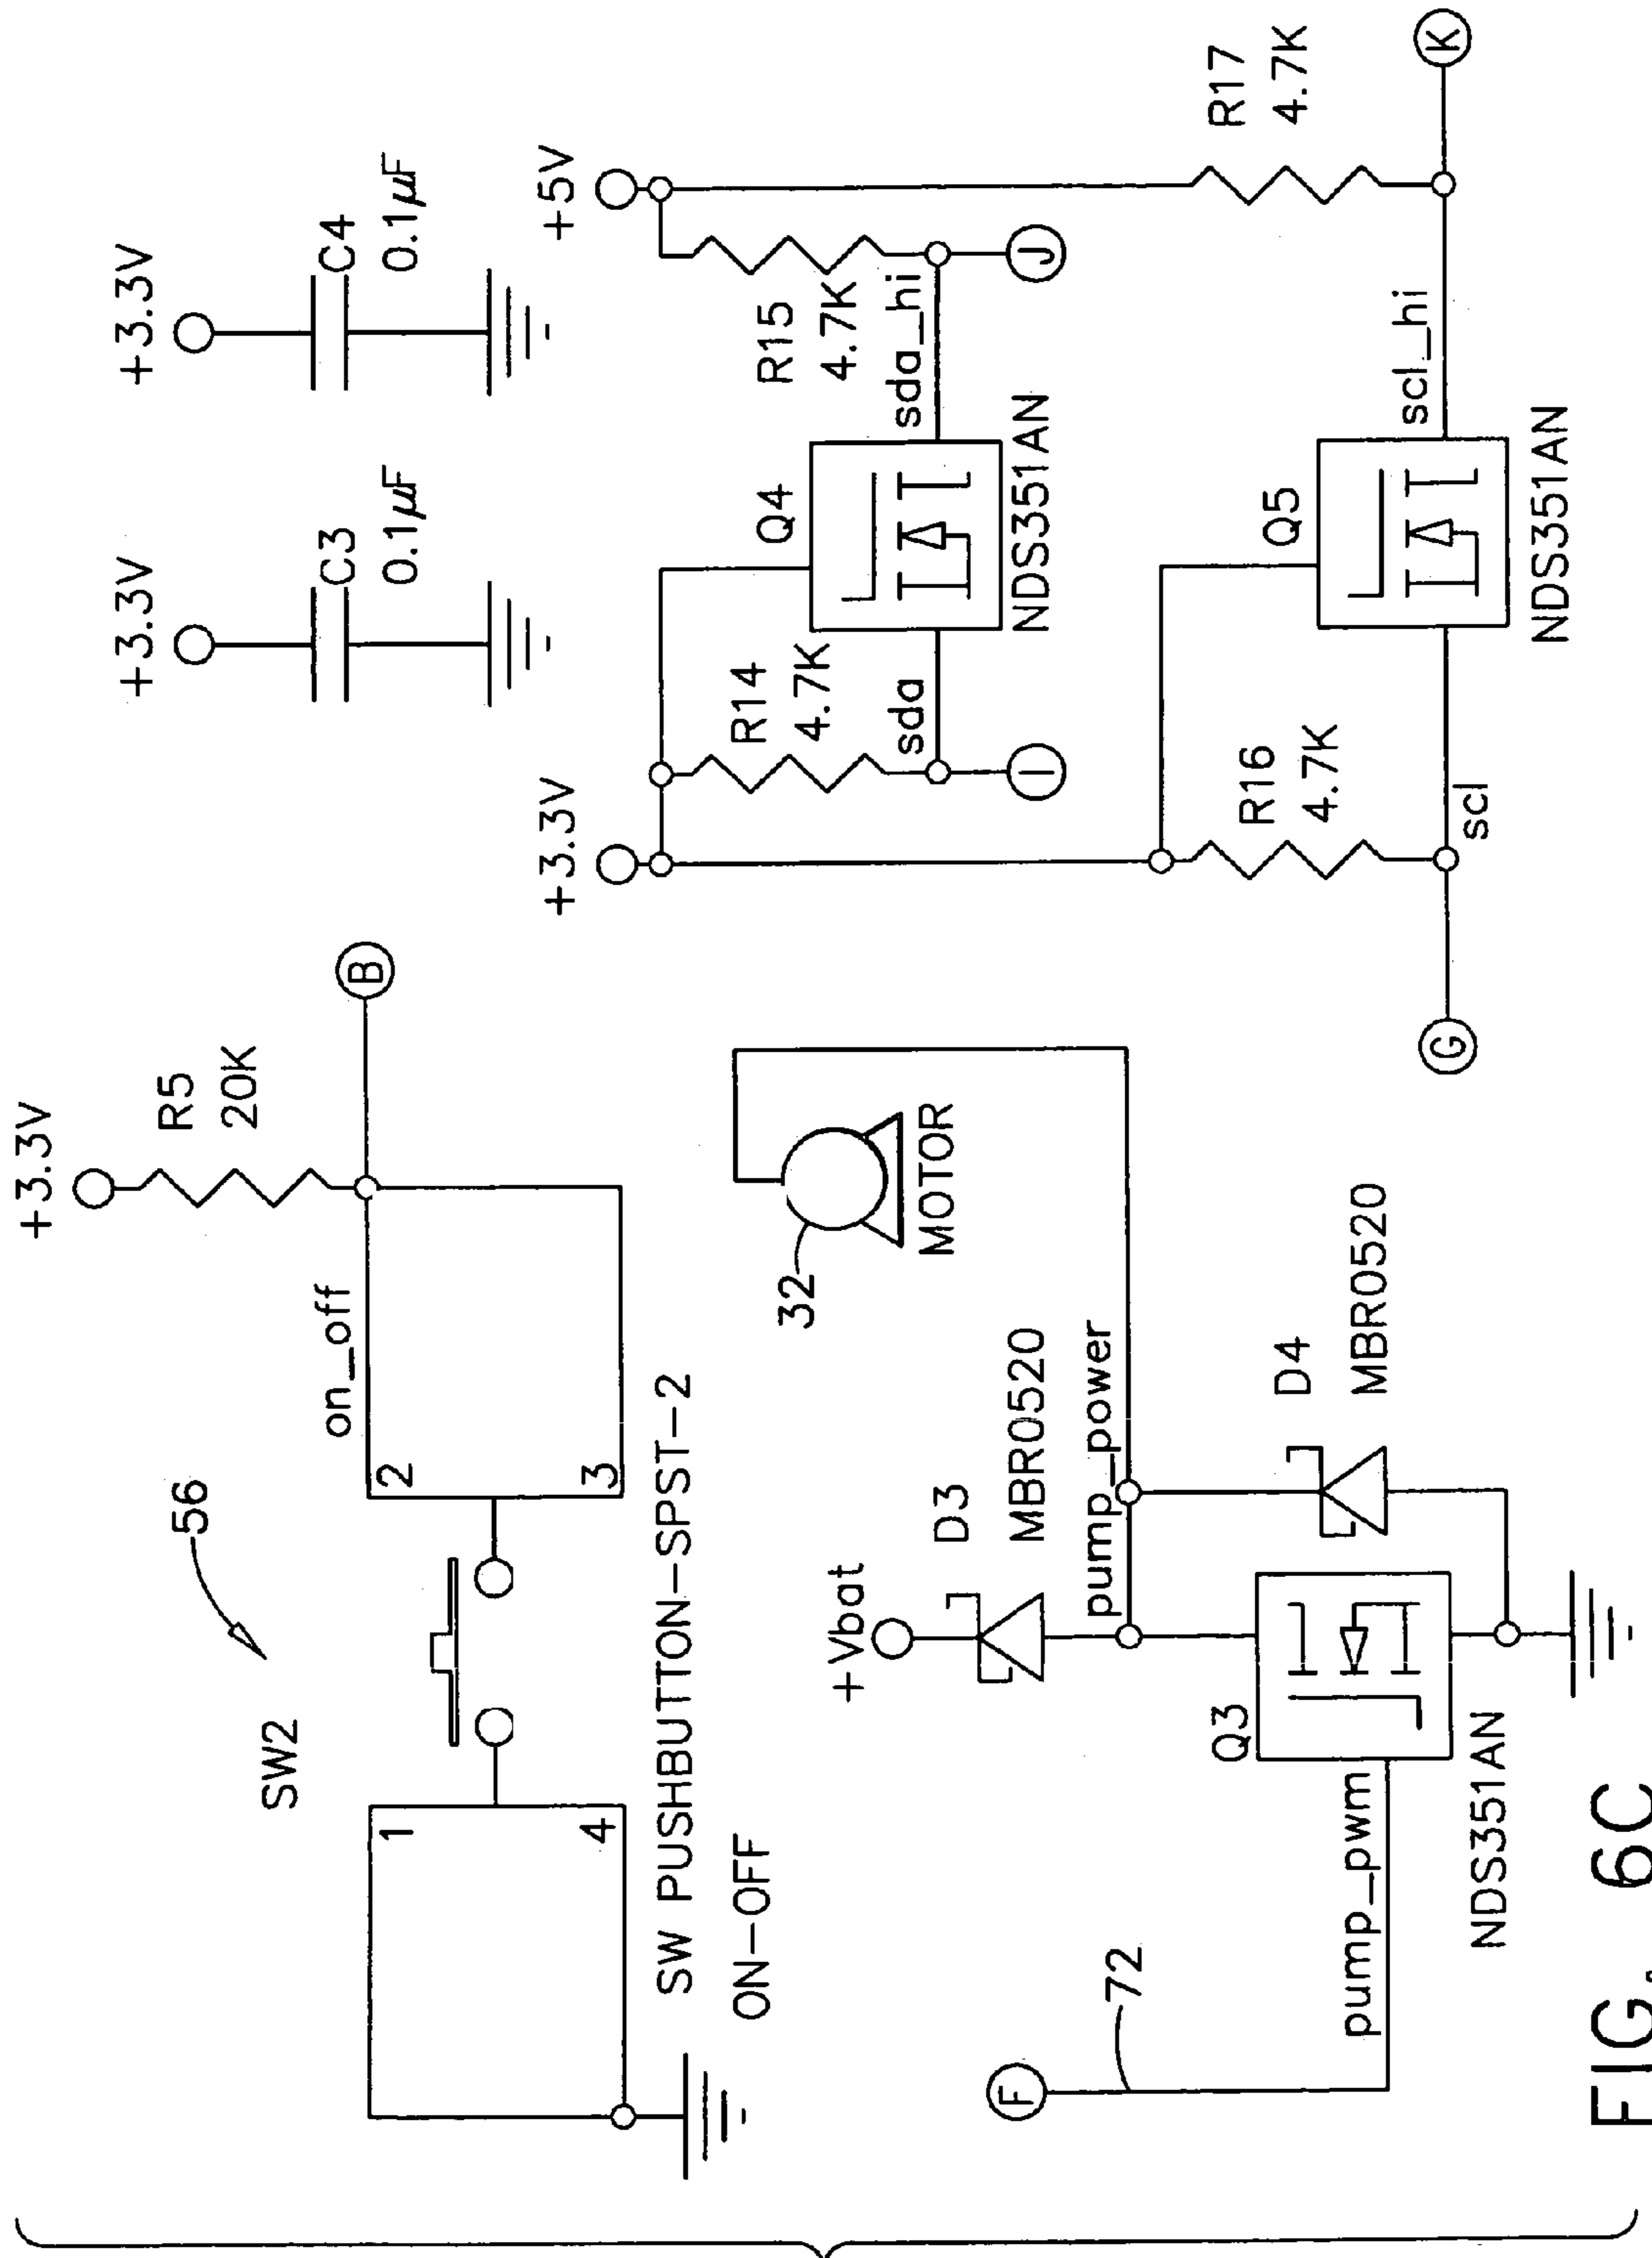 +3.3V
R5
20K
on_off
B
56
SW2
1
4
2
3
SW PUSHBUTTON-SPST-2
ON-OFF
+3.3V
C3
0.1µF
+3.3V
C4
0.1µF
F
72
pump_pwm
+Vbat
D3
MBR0520
pump_power
Q3
NDS351AN
D4
MBR0520
32
MOTOR
+3.3V
R14
4.7K
sda
I
Q4
NDS351AN
+5V
R15
4.7K
sda_hi
J
R16
4.7K
scl
G
Q5
NDS351AN
scl_hi
R17
4.7K
K
FIG. 6C